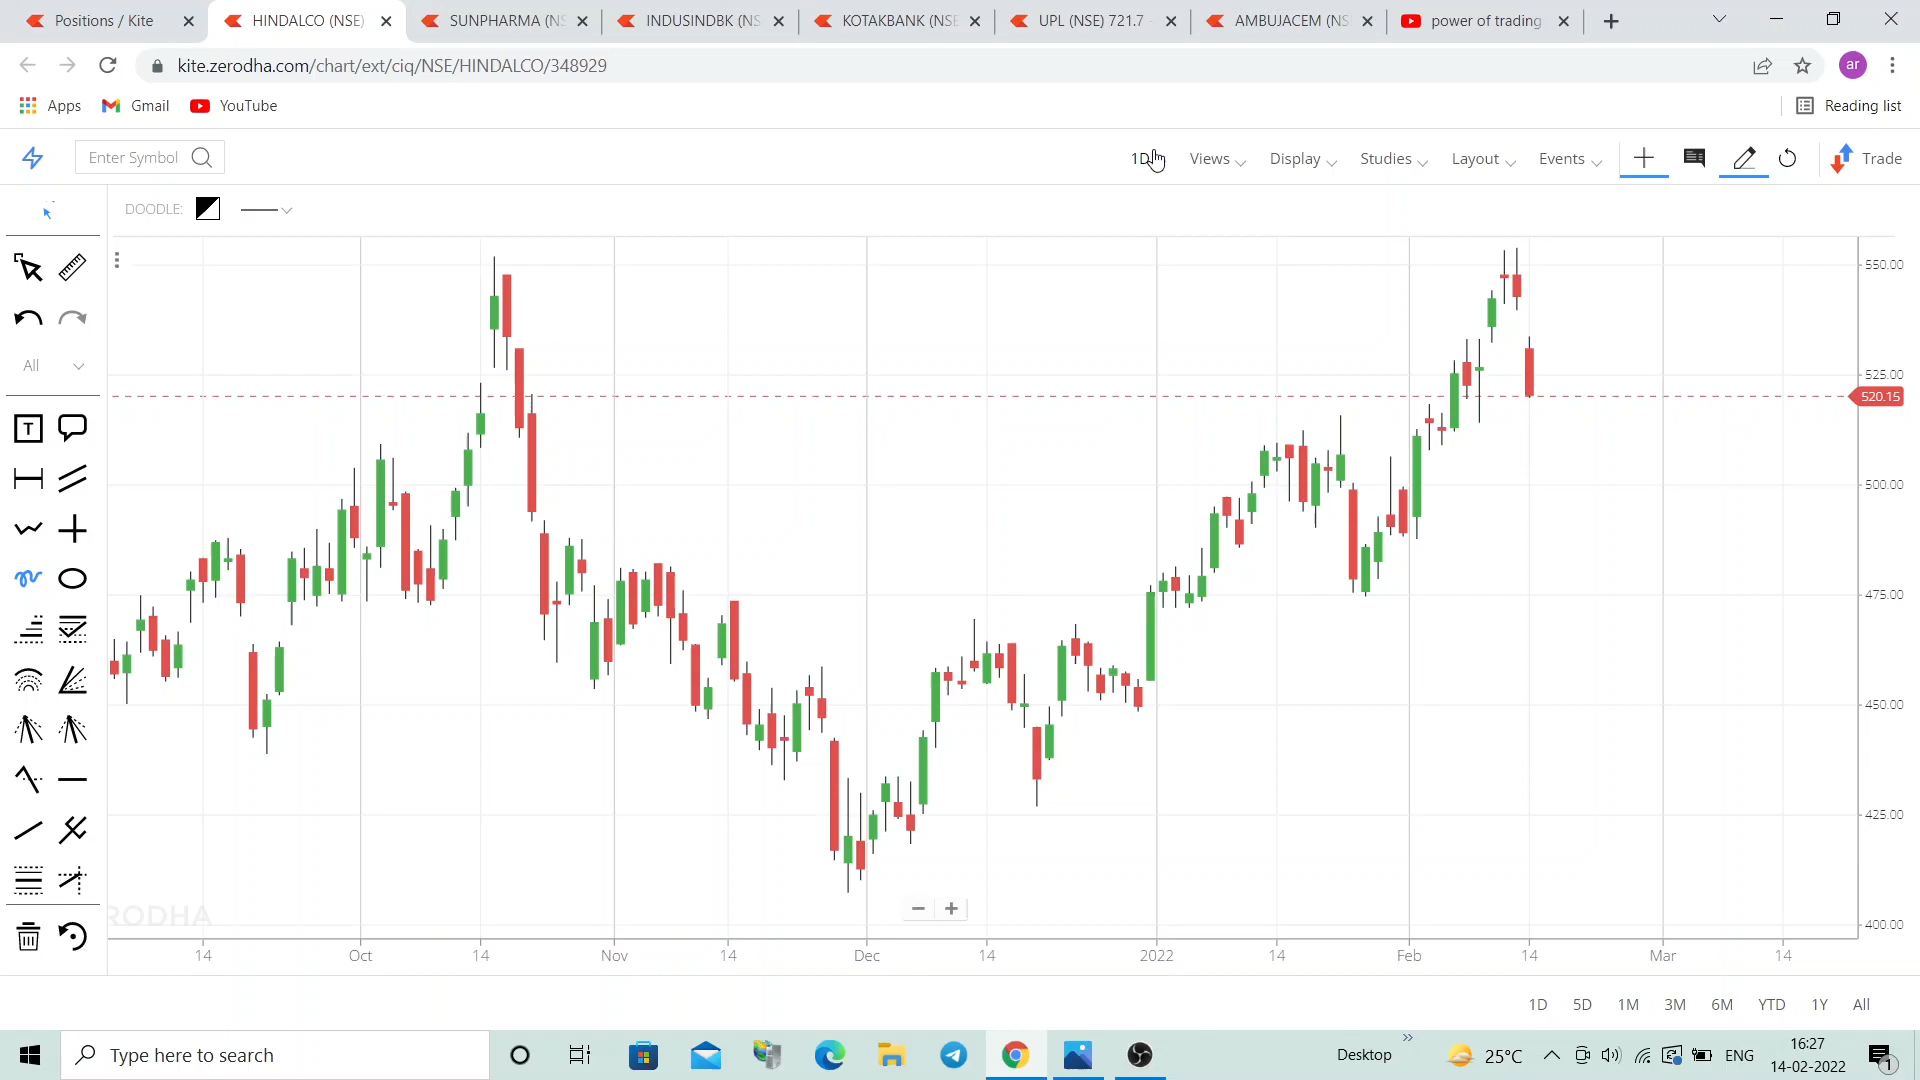 Positions / Kite
HINDALCO (NSE)
SUNPHARMA (NS
INDUSINDBK (NS
KOTAKBANK (NSE
UPL (NSE) 721.7 -
AMBUJACEM (NS
power of trading
kite.zerodha.com/chart/ext/ciq/NSE/HINDALCO/348929
ar
Apps
Gmail
YouTube
Reading list
Enter Symbol
1D
Views
Display
Studies
Layout
Events
Trade
DOODLE:
All
T
550.00
525.00
520.15
500.00
475.00
450.00
425.00
400.00
RODHA
14
Oct
14
Nov
14
Dec
14
2022
14
Feb
14
Mar
14
1D
5D
1M
3M
6M
YTD
1Y
All
Type here to search
Desktop
25°C
ENG
16:27
14-02-2022
1